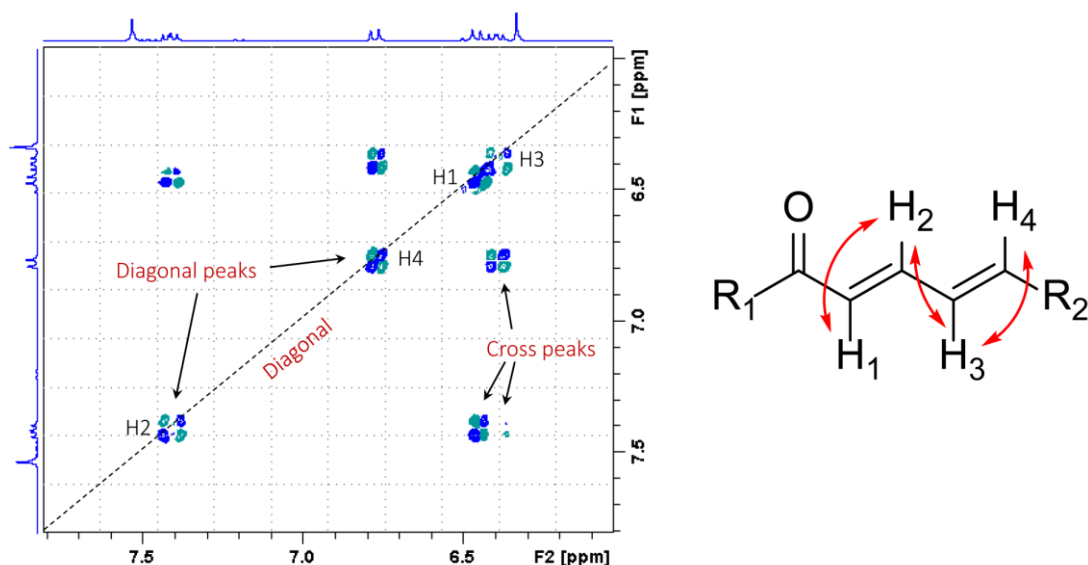 F1 [ppm]
6.5
7.0
7.5
7.5
7.0
6.5
F2 [ppm]
H3
H1
H4
H2
Diagonal peaks
Diagonal
Cross peaks
O
H2
H4
R1
R2
H1
H3